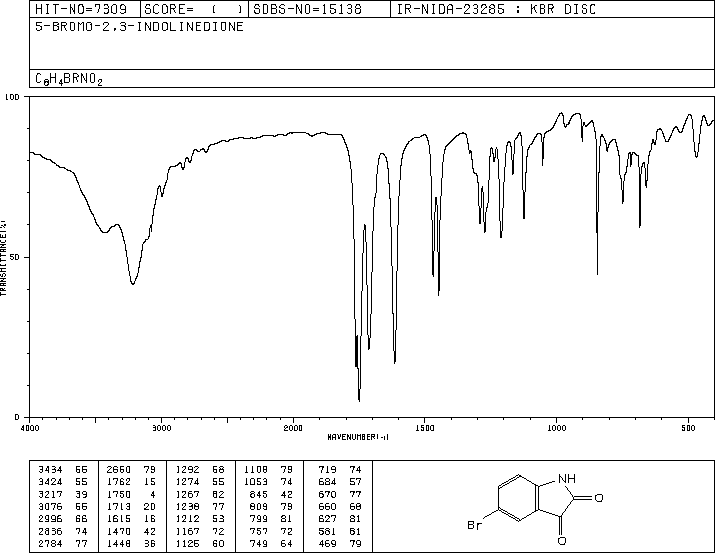 HIT-NO=7309 SCORE= ( ) SDBS-NO=15138 IR-NIDA-23285 : KBR DISC
5-BROMO-2,3-INDOLINEDIONE
C8H4BRNO2
100
TRANSMITTANCE(%)
50
0
4000 3000 2000 1500 1000 500
WAVENUMBER(-1)
3434 55 2660 79 1292 58 1108 79 719 74
3424 55 1762 15 1274 55 1053 74 684 57
3217 39 1750 4 1267 82 845 42 670 77
3076 55 1713 20 1238 77 809 79 660 68
2996 66 1615 16 1212 53 799 81 627 81
2836 74 1470 42 1167 72 757 72 581 81
2784 77 1448 36 1125 60 749 64 469 79
NH
O
Br
O